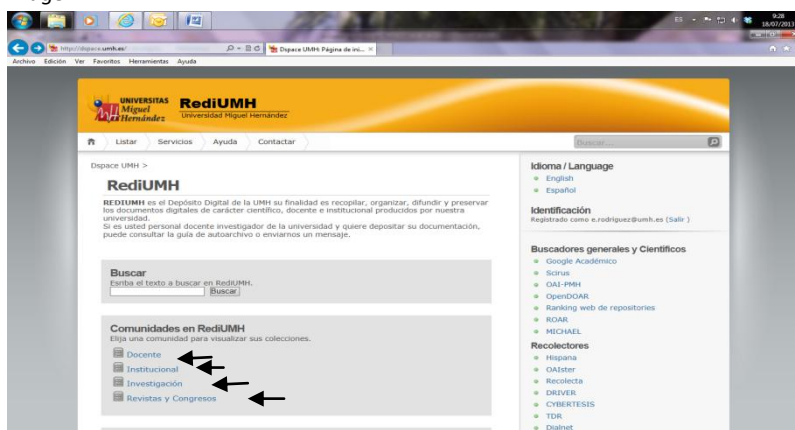 ES
9:28
18/07/2013
http://dspace.umh.es/
Dspace UMH: Página de ini...
Archivo Edición Ver Favoritos Herramientas Ayuda
UNIVERSITAS
Miguel
Hernández
RediUMH
Universidad Miguel Hernández
Listar Servicios Ayuda Contactar
Buscar...
Dspace UMH >
RediUMH
REDIUMH es el Depósito Digital de la UMH su finalidad es recopilar, organizar, difundir y preservar
los documentos digitales de carácter científico, docente e institucional producidos por nuestra
universidad.
Si es usted personal docente investigador de la universidad y quiere depositar su documentación,
puede consultar la guía de autoarchivo o enviarnos un mensaje.
Buscar
Escriba el texto a buscar en RediUMH.
Buscar
Comunidades en RediUMH
Elija una comunidad para visualizar sus colecciones.
Docente
Institucional
Investigación
Revistas y Congresos
Idioma / Language
English
Español
Identificación
Registrado como e.rodriguez@umh.es (Salir )
Buscadores generales y Científicos
Google Académico
Scirus
OAI-PMH
OpenDOAR
Ranking web de repositories
ROAR
MICHAEL
Recolectores
Hispana
OAIster
Recolecta
DRIVER
CYBERTESIS
TDR
Dialnet